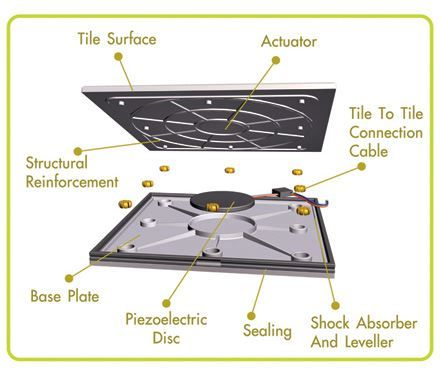 Tile Surface
Actuator
Tile To Tile
Connection
Cable
Structural
Reinforcement
Base Plate
Piezoelectric
Disc
Sealing
Shock Absorber
And Leveller